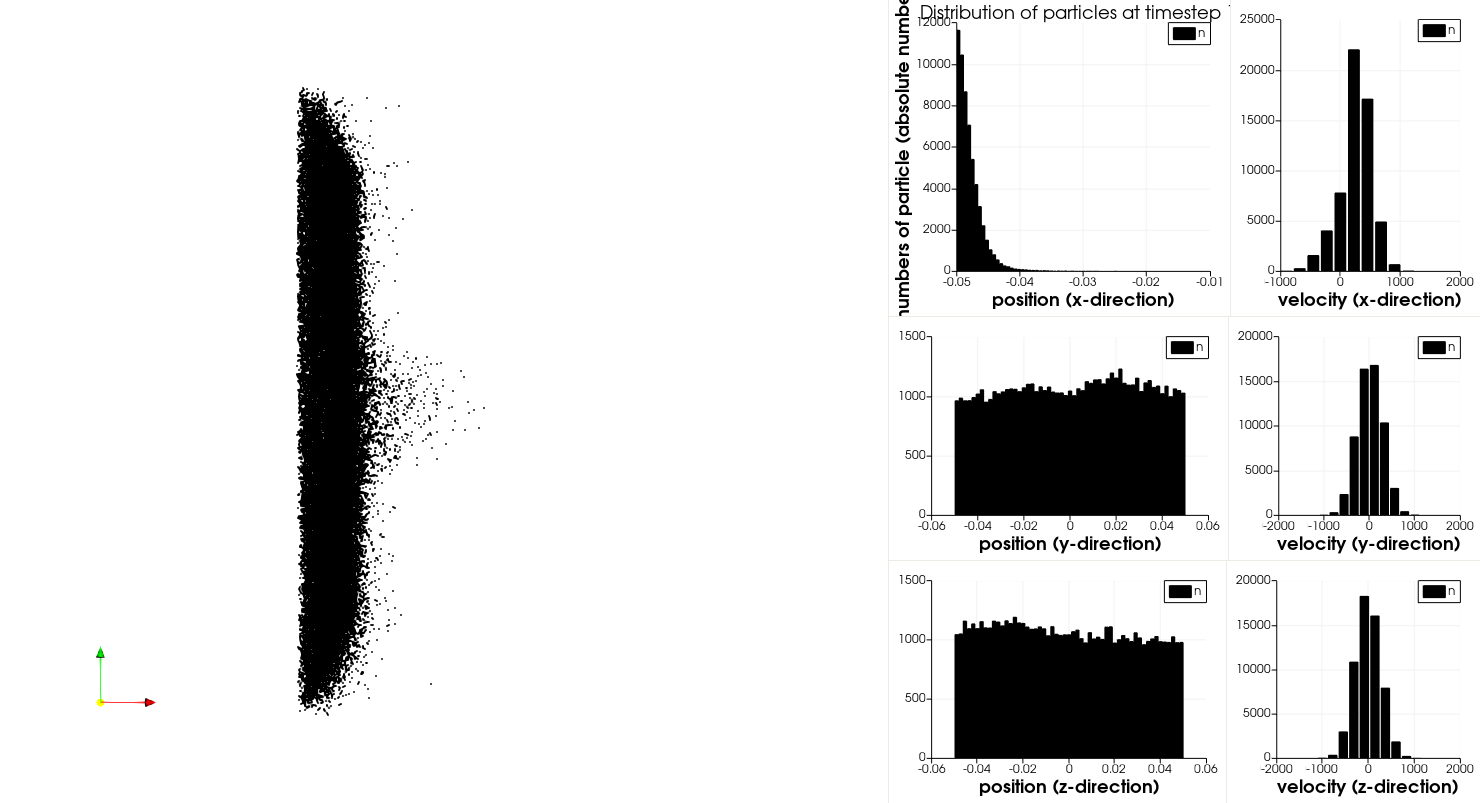 Distribution of particles at timestep
numbers of particle (absolute numbe
12000
10000
8000
6000
4000
2000
0
n
-0.05 -0.04 -0.03 -0.02 -0.01
position (x-direction)
25000
20000
15000
10000
5000
0
n
-1000 0 1000 2000
velocity (x-direction)
1500
1000
500
0
n
-0.06 -0.04 -0.02 0 0.02 0.04 0.06
position (y-direction)
20000
15000
10000
5000
0
n
-2000 -1000 0 1000 2000
velocity (y-direction)
1500
1000
500
0
n
-0.06 -0.04 -0.02 0 0.02 0.04 0.06
position (z-direction)
20000
15000
10000
5000
0
n
-2000 -1000 0 1000 2000
velocity (z-direction)